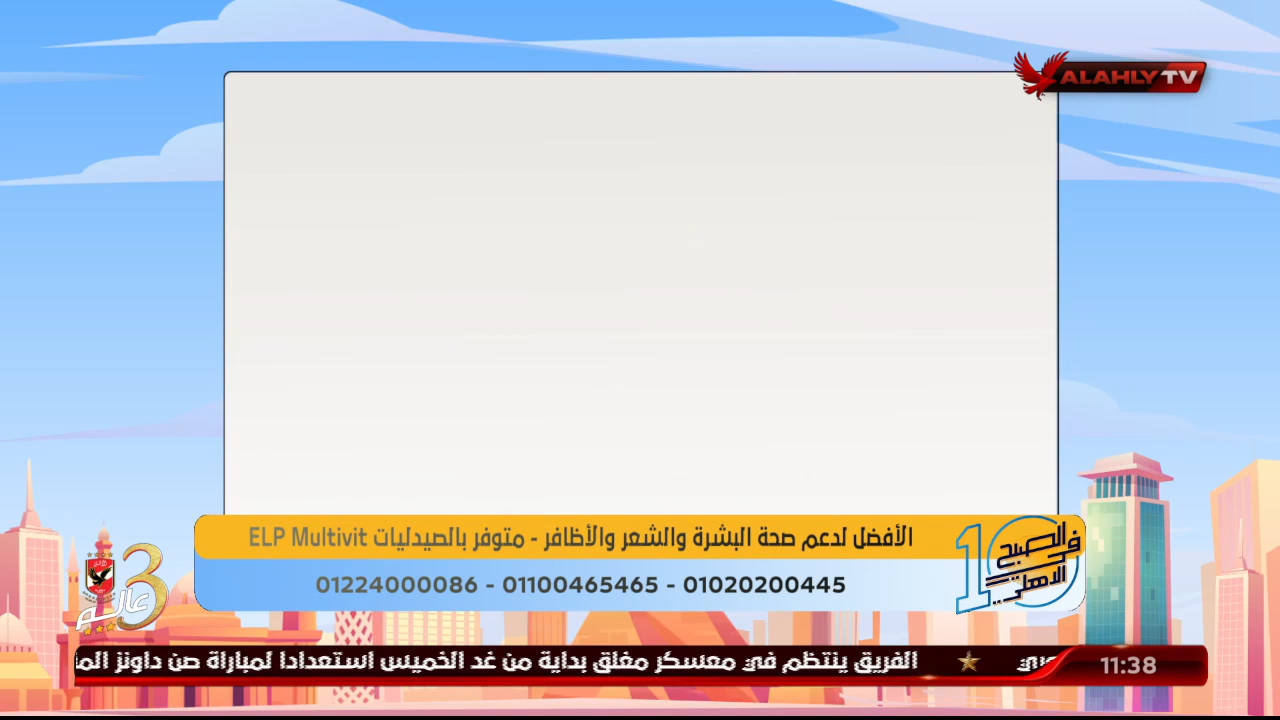 ALAHLY TV
الأفضل لدعم صحة البشرة والشعر والأظافر - متوفر بالصيدليات ELP Multivit
01224000086 - 01100465465 - 01020200445
10 الصبح
في
الأهلي..
3
عالم
الفريق ينتظم في معسكر مغلق بداية من غد الخميس استعدادا لمباراة صن داونز
11:38